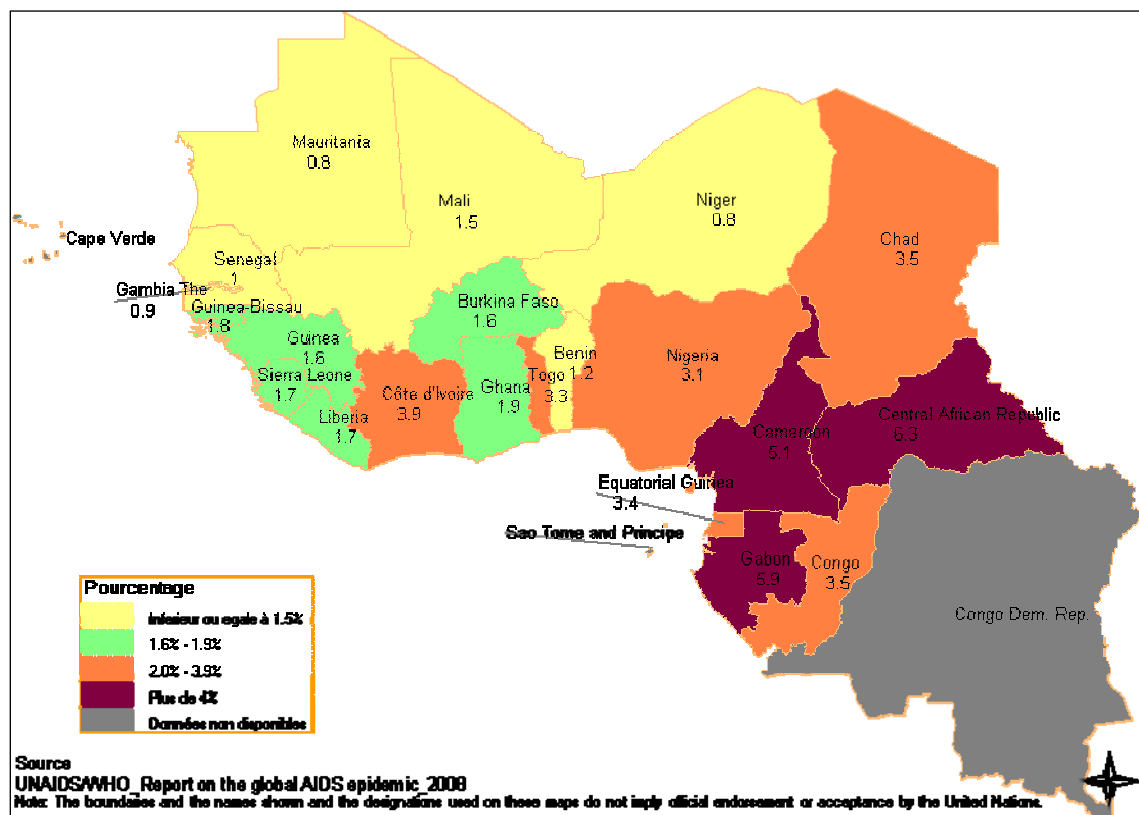 Mauritania
0.8
Mali
1.5
Niger
0.8
Chad
3.5
Cape Verde
Senegal
1
Gambia The
0.9
Guinea-Bissau
1.8
Guinea
1.6
Sierra Leone
1.7
Liberia
1.7
Burkina Faso
1.6
Côte d'Ivoire
3.9
Ghana
1.9
Togo
3.3
Benin
1.2
Nigeria
3.1
Cameroon
5.1
Central African Republic
6.3
Equatorial Guinea
3.4
Sao Tome and Principe
Gabon
5.9
Congo
3.5
Congo Dem. Rep.
Pourcentage
Inferieur ou egale à 1.5%
1.6% - 1.9%
2.0% - 3.9%
Plus de 4%
Données non disponibles
Source
UNAIDS/WHO_Report on the global AIDS epidemic_2008
Note: The boundaries and the names shown and the designations used on these maps do not imply official endorsement or acceptance by the United Nations.